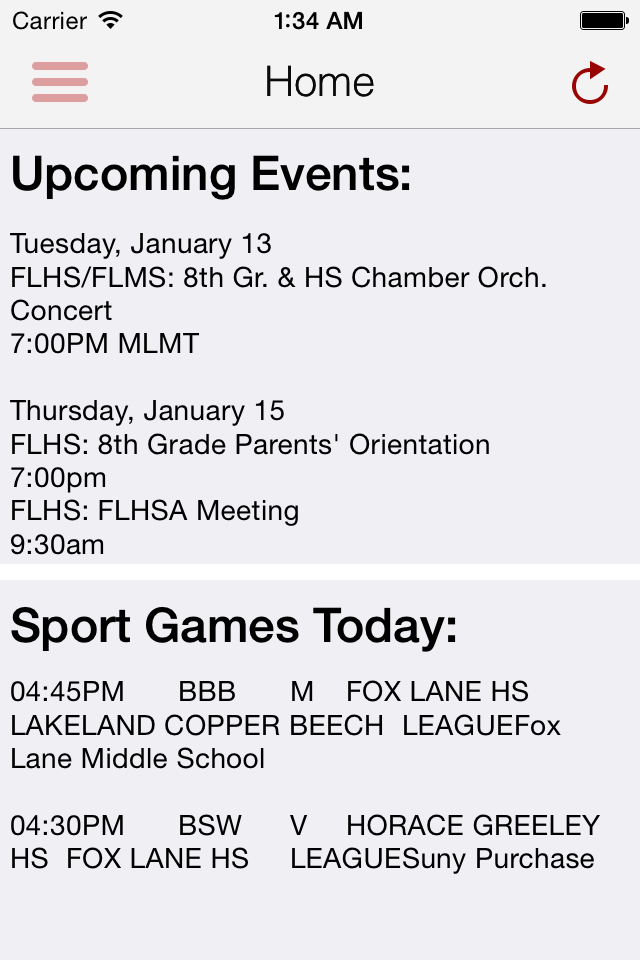 Carrier 1:34 AM
Home
Upcoming Events:
Tuesday, January 13
FLHS/FLMS: 8th Gr. & HS Chamber Orch.
Concert
7:00PM MLMT
Thursday, January 15
FLHS: 8th Grade Parents' Orientation
7:00pm
FLHS: FLHSA Meeting
9:30am
Sport Games Today:
04:45PM BBB M FOX LANE HS
LAKELAND COPPER BEECH LEAGUEFox
Lane Middle School
04:30PM BSW V HORACE GREELEY
HS FOX LANE HS LEAGUESuny Purchase